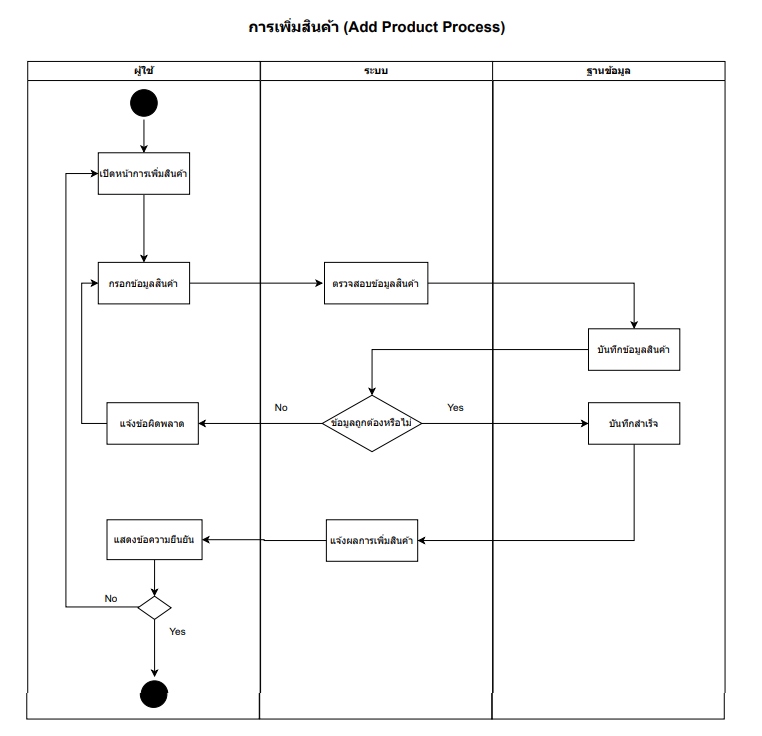 การเพิ่มสินค้า (Add Product Process)
ผู้ใช้
ระบบ
ฐานข้อมูล
เปิดหน้าการเพิ่มสินค้า
กรอกข้อมูลสินค้า
ตรวจสอบข้อมูลสินค้า
บันทึกข้อมูลสินค้า
No
Yes
แจ้งข้อผิดพลาด
ข้อมูลถูกต้องหรือไม่
บันทึกสำเร็จ
แสดงข้อความยืนยัน
แจ้งผลการเพิ่มสินค้า
No
Yes